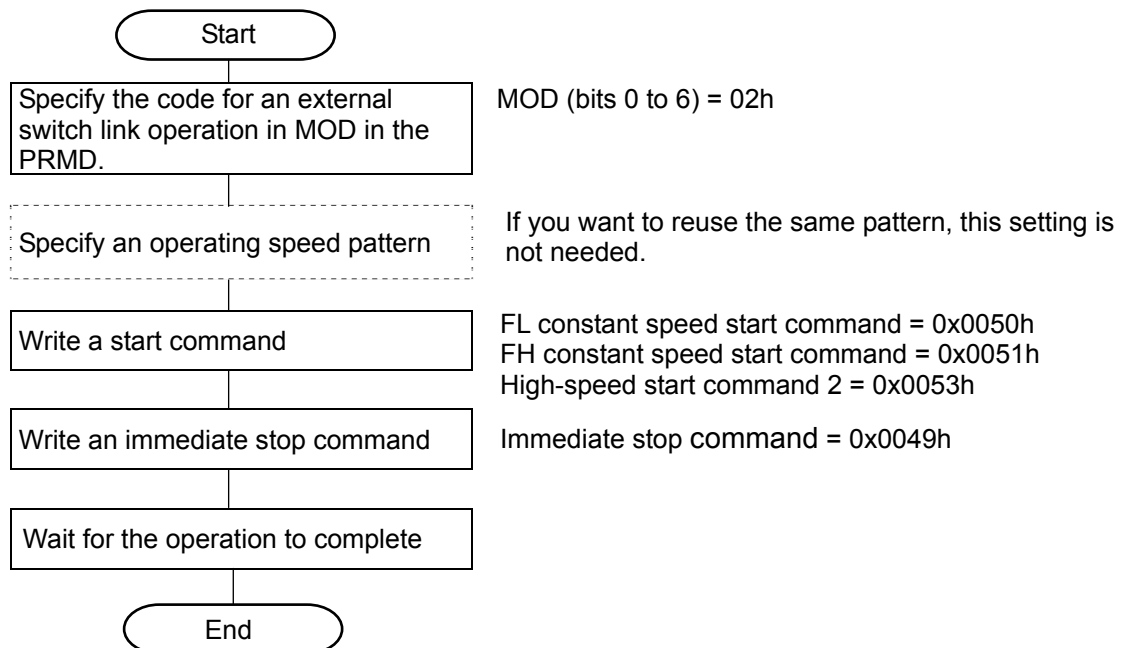 Start
Specify the code for an external
switch link operation in MOD in the
PRMD.
MOD (bits 0 to 6) = 02h
Specify an operating speed pattern
If you want to reuse the same pattern, this setting is
not needed.
Write a start command
FL constant speed start command = 0x0050h
FH constant speed start command = 0x0051h
High-speed start command 2 = 0x0053h
Write an immediate stop command
Immediate stop command = 0x0049h
Wait for the operation to complete
End